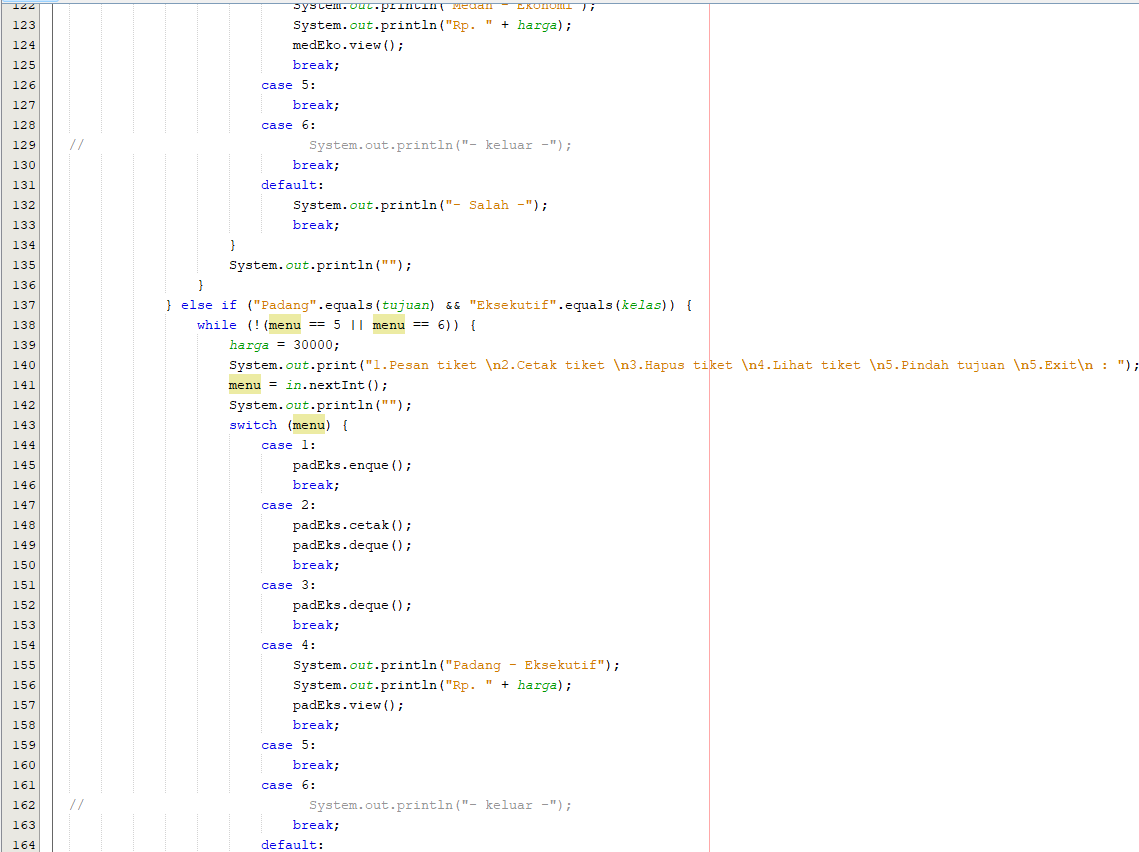 122                                 System.out.println("Medan - Ekonomi");
123                                 System.out.println("Rp. " + harga);
124                                 medEko.view();
125                                 break;
126                             case 5:
127                                 break;
128                             case 6:
129     //                            System.out.println("- keluar -");
130                                 break;
131                             default:
132                                 System.out.println("- Salah -");
133                                 break;
134                         }
135                         System.out.println("");
136                     }
137                 } else if ("Padang".equals(tujuan) && "Eksekutif".equals(kelas)) {
138                     while (!(menu == 5 || menu == 6)) {
139                         harga = 30000;
140                         System.out.print("1.Pesan tiket \n2.Cetak tiket \n3.Hapus tiket \n4.Lihat tiket \n5.Pindah tujuan \n5.Exit\n : ");
141                         menu = in.nextInt();
142                         System.out.println("");
143                         switch (menu) {
144                             case 1:
145                                 padEks.enque();
146                                 break;
147                             case 2:
148                                 padEks.cetak();
149                                 padEks.deque();
150                                 break;
151                             case 3:
152                                 padEks.deque();
153                                 break;
154                             case 4:
155                                 System.out.println("Padang - Eksekutif");
156                                 System.out.println("Rp. " + harga);
157                                 padEks.view();
158                                 break;
159                             case 5:
160                                 break;
161                             case 6:
162     //                            System.out.println("- keluar -");
163                                 break;
164                             default: